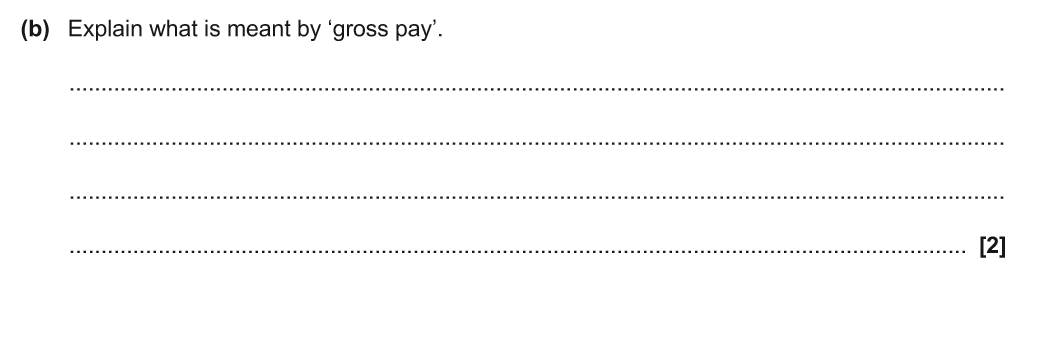 (b) Explain what is meant by ‘gross pay’.
[2]